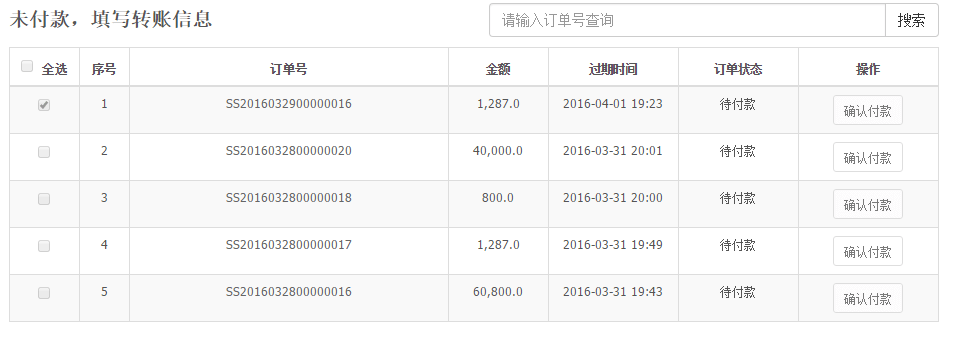 未付款，填写转账信息 请输入订单号查询 搜索
全选 序号 订单号 金额 过期时间 订单状态 操作
1 SS2016032900000016 1,287.0 2016-04-01 19:23 待付款 确认付款
2 SS2016032800000020 40,000.0 2016-03-31 20:01 待付款 确认付款
3 SS2016032800000018 800.0 2016-03-31 20:00 待付款 确认付款
4 SS2016032800000017 1,287.0 2016-03-31 19:49 待付款 确认付款
5 SS2016032800000016 60,800.0 2016-03-31 19:43 待付款 确认付款